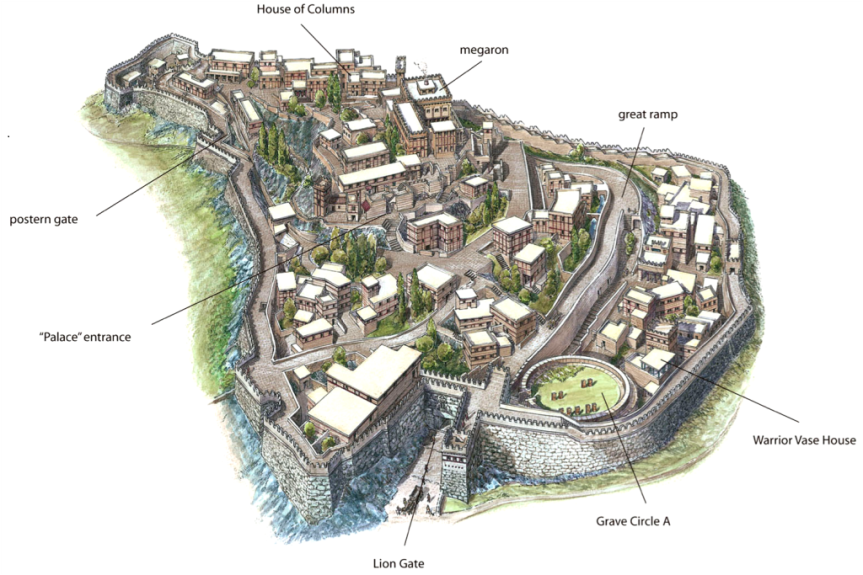 House of Columns
megaron
great ramp
postern gate
“Palace” entrance
Warrior Vase House
Grave Circle A
Lion Gate